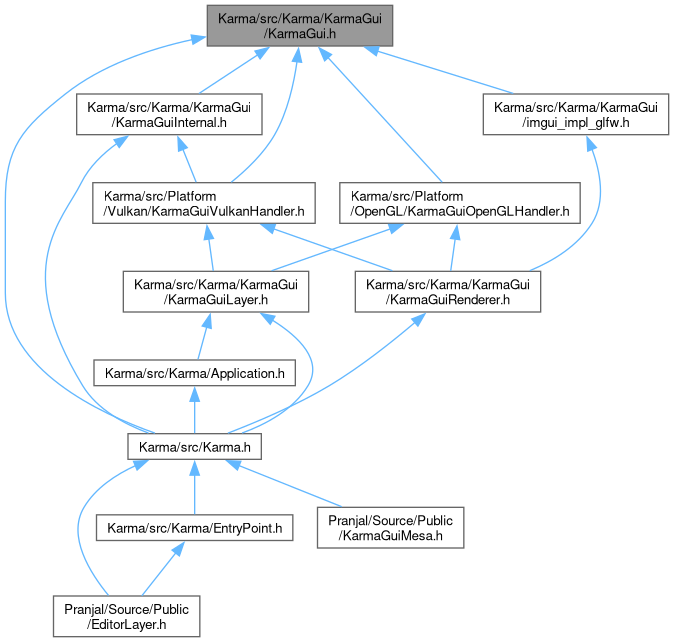 Karma/src/Karma/KarmaGui
/KarmaGui.h
Karma/src/Karma/KarmaGui
/KarmaGuiInternal.h
Karma/src/Karma/KarmaGui
/imgui_impl_glfw.h
Karma/src/Platform
/Vulkan/KarmaGuiVulkanHandler.h
Karma/src/Platform
/OpenGL/KarmaGuiOpenGLHandler.h
Karma/src/Karma/KarmaGui
/KarmaGuiLayer.h
Karma/src/Karma/KarmaGui
/KarmaGuiRenderer.h
Karma/src/Karma/Application.h
Karma/src/Karma.h
Karma/src/Karma/EntryPoint.h
Pranjal/Source/Public
/KarmaGuiMesa.h
Pranjal/Source/Public
/EditorLayer.h